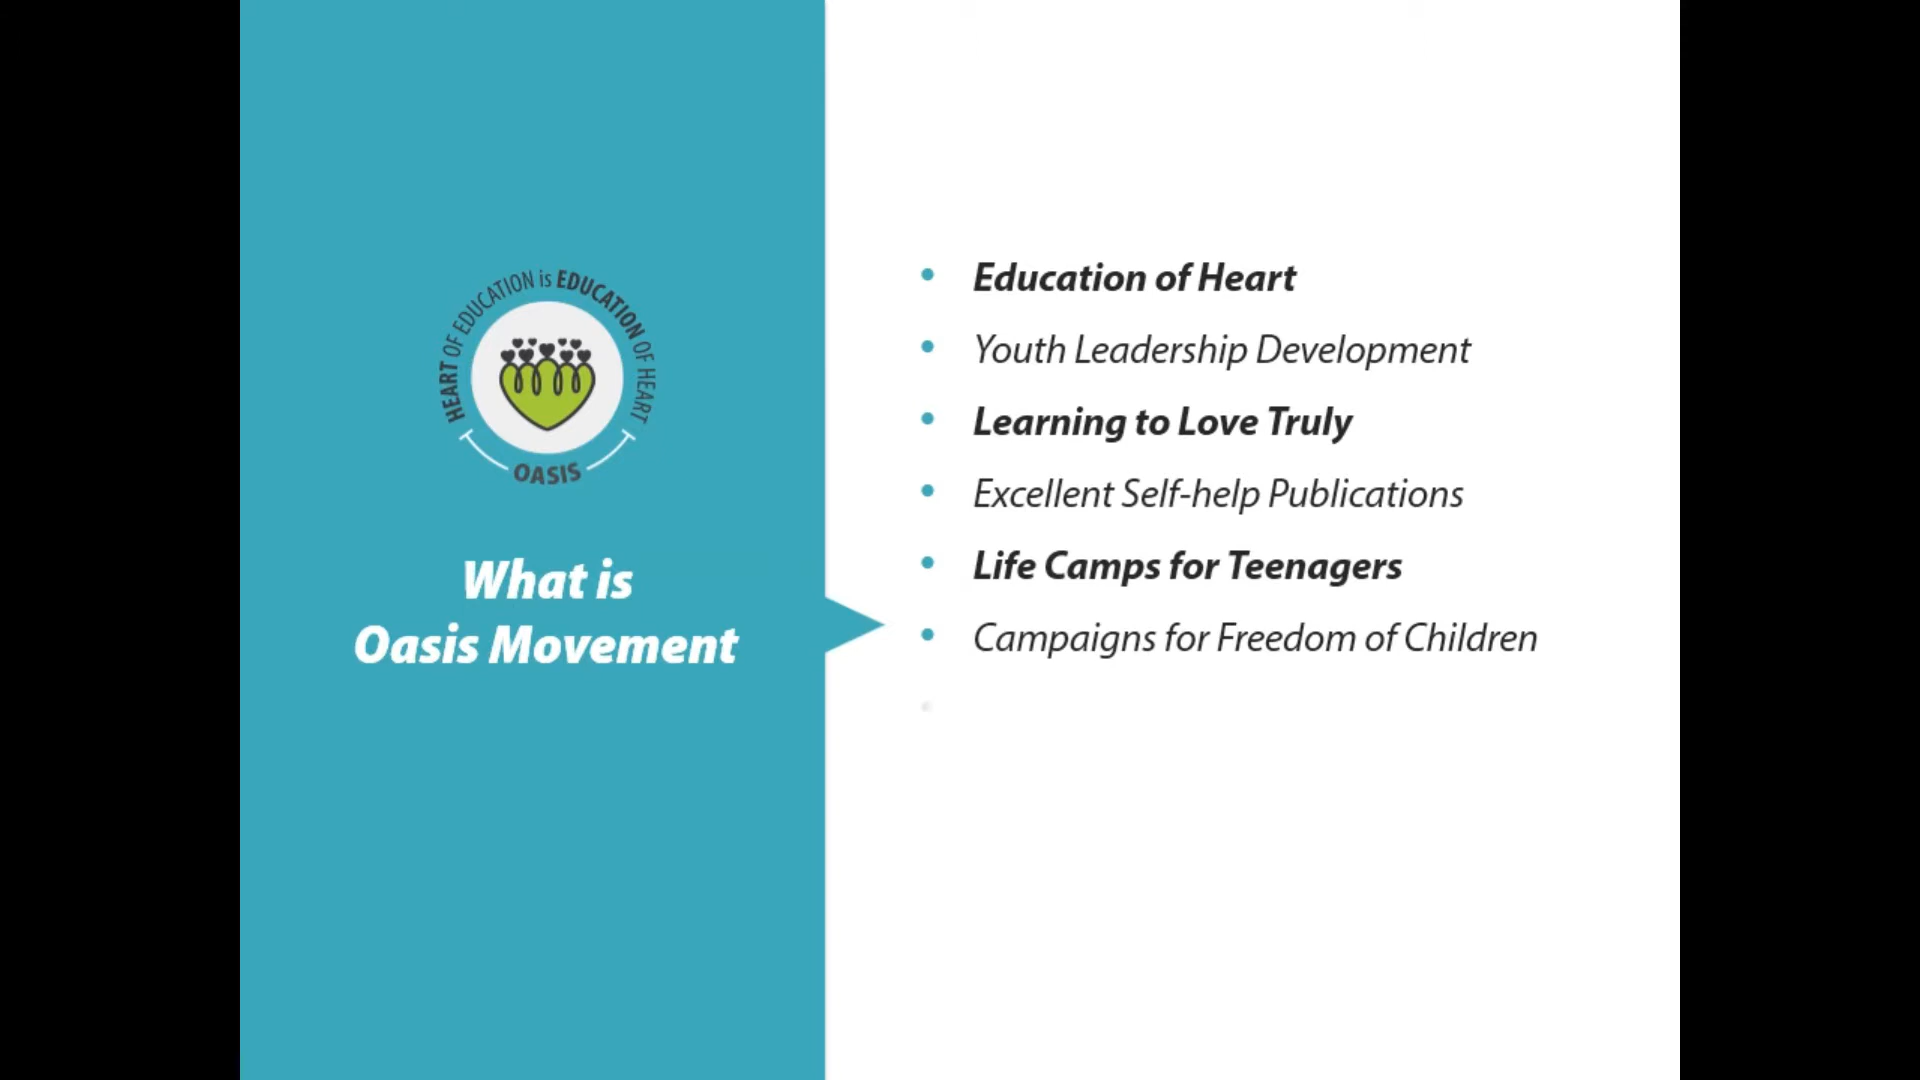 HEART OF EDUCATION is EDUCATION OF HEART
OASIS
What is
Oasis Movement
• Education of Heart
• Youth Leadership Development
• Learning to Love Truly
• Excellent Self-help Publications
• Life Camps for Teenagers
• Campaigns for Freedom of Children